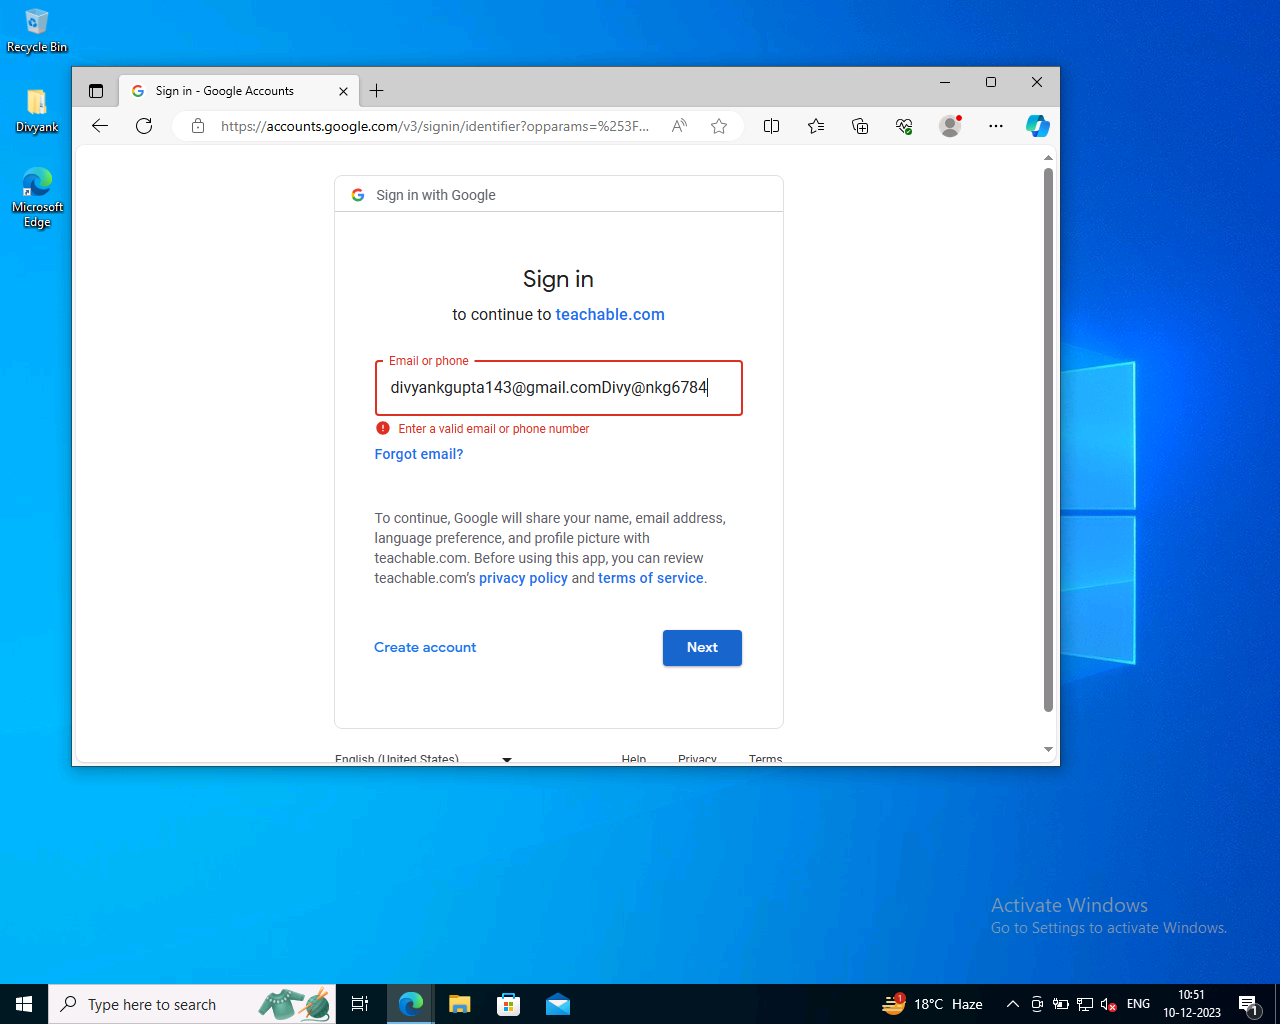 Recycle Bin
Divyank
Microsoft
Edge
Sign in - Google Accounts
https://accounts.google.com/v3/signin/identifier?opparams=%253F...
Sign in with Google
Sign in
to continue to teachable.com
Email or phone
divyankgupta143@gmail.comDivy@nkg6784
Enter a valid email or phone number
Forgot email?
To continue, Google will share your name, email address,
language preference, and profile picture with
teachable.com. Before using this app, you can review
teachable.com's privacy policy and terms of service.
Create account
Next
English (United States)
Help
Privacy
Terms
Activate Windows
Go to Settings to activate Windows.
Type here to search
1
18°C Haze
ENG
10:51
10-12-2023
1